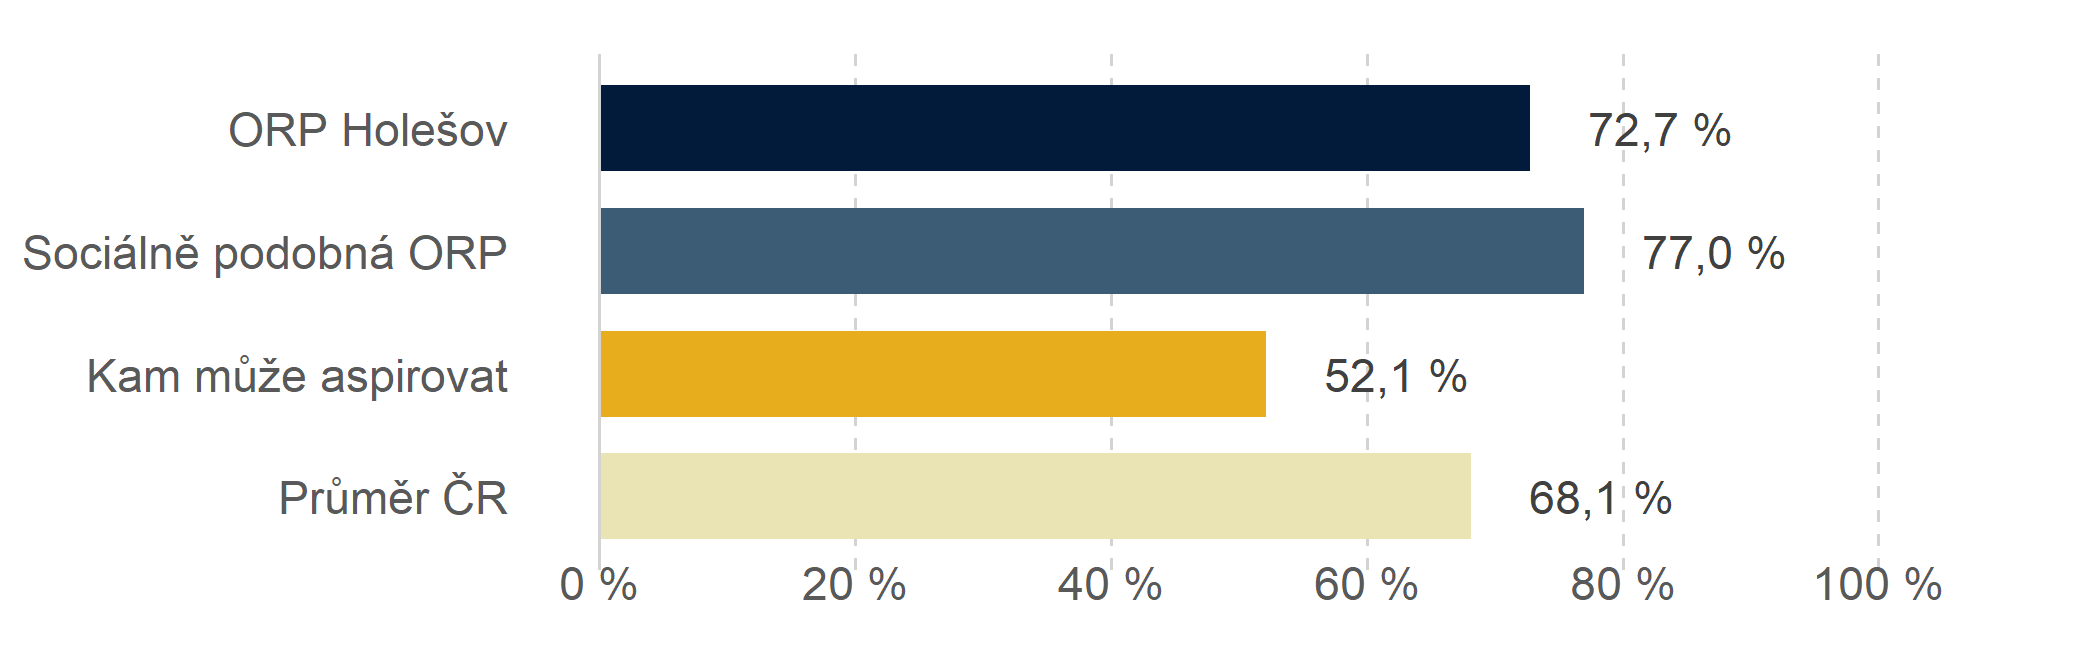 ORP Holešov
72,7 %
Sociálně podobná ORP
77,0 %
Kam může aspirovat
52,1 %
Průměr ČR
68,1 %
0 %
20 %
40 %
60 %
80 %
100 %